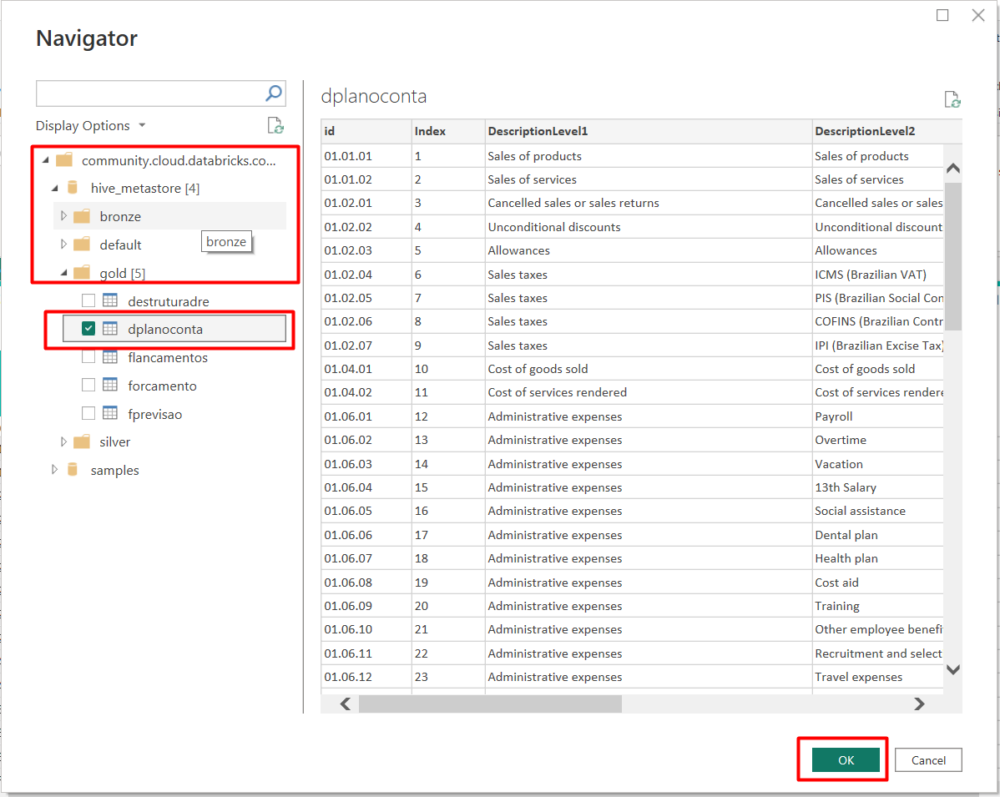 Navigator
Display Options
community.cloud.databricks.co...
hive_metastore [4]
bronze
default
bronze
gold [5]
destruturadre
dplanoconta
flancamentos
forcamento
fprevisao
silver
samples
dplanoconta
id Index DescriptionLevel1 DescriptionLevel2
01.01.01 1 Sales of products Sales of products
01.01.02 2 Sales of services Sales of services
01.02.01 3 Cancelled sales or sales returns Cancelled sales or sales
01.02.02 4 Unconditional discounts Unconditional discount
01.02.03 5 Allowances Allowances
01.02.04 6 Sales taxes ICMS (Brazilian VAT)
01.02.05 7 Sales taxes PIS (Brazilian Social Con
01.02.06 8 Sales taxes COFINS (Brazilian Contr
01.02.07 9 Sales taxes IPI (Brazilian Excise Tax)
01.04.01 10 Cost of goods sold Cost of goods sold
01.04.02 11 Cost of services rendered Cost of services rendere
01.06.01 12 Administrative expenses Payroll
01.06.02 13 Administrative expenses Overtime
01.06.03 14 Administrative expenses Vacation
01.06.04 15 Administrative expenses 13th Salary
01.06.05 16 Administrative expenses Social assistance
01.06.06 17 Administrative expenses Dental plan
01.06.07 18 Administrative expenses Health plan
01.06.08 19 Administrative expenses Cost aid
01.06.09 20 Administrative expenses Training
01.06.10 21 Administrative expenses Other employee benefi
01.06.11 22 Administrative expenses Recruitment and select
01.06.12 23 Administrative expenses Travel expenses
OK
Cancel